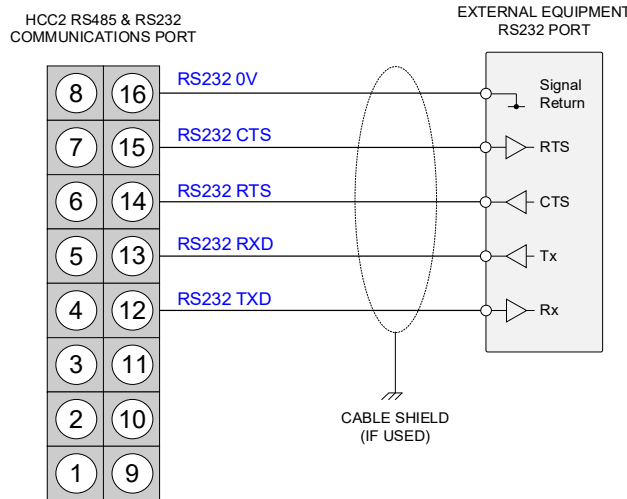 HCC2 RS485 & RS232
COMMUNICATIONS PORT
EXTERNAL EQUIPMENT
RS232 PORT
8 16 RS232 0V Signal
Return
7 15 RS232 CTS RTS
6 14 RS232 RTS CTS
5 13 RS232 RXD Tx
4 12 RS232 TXD Rx
3 11
2 10
1 9
CABLE SHIELD
(IF USED)